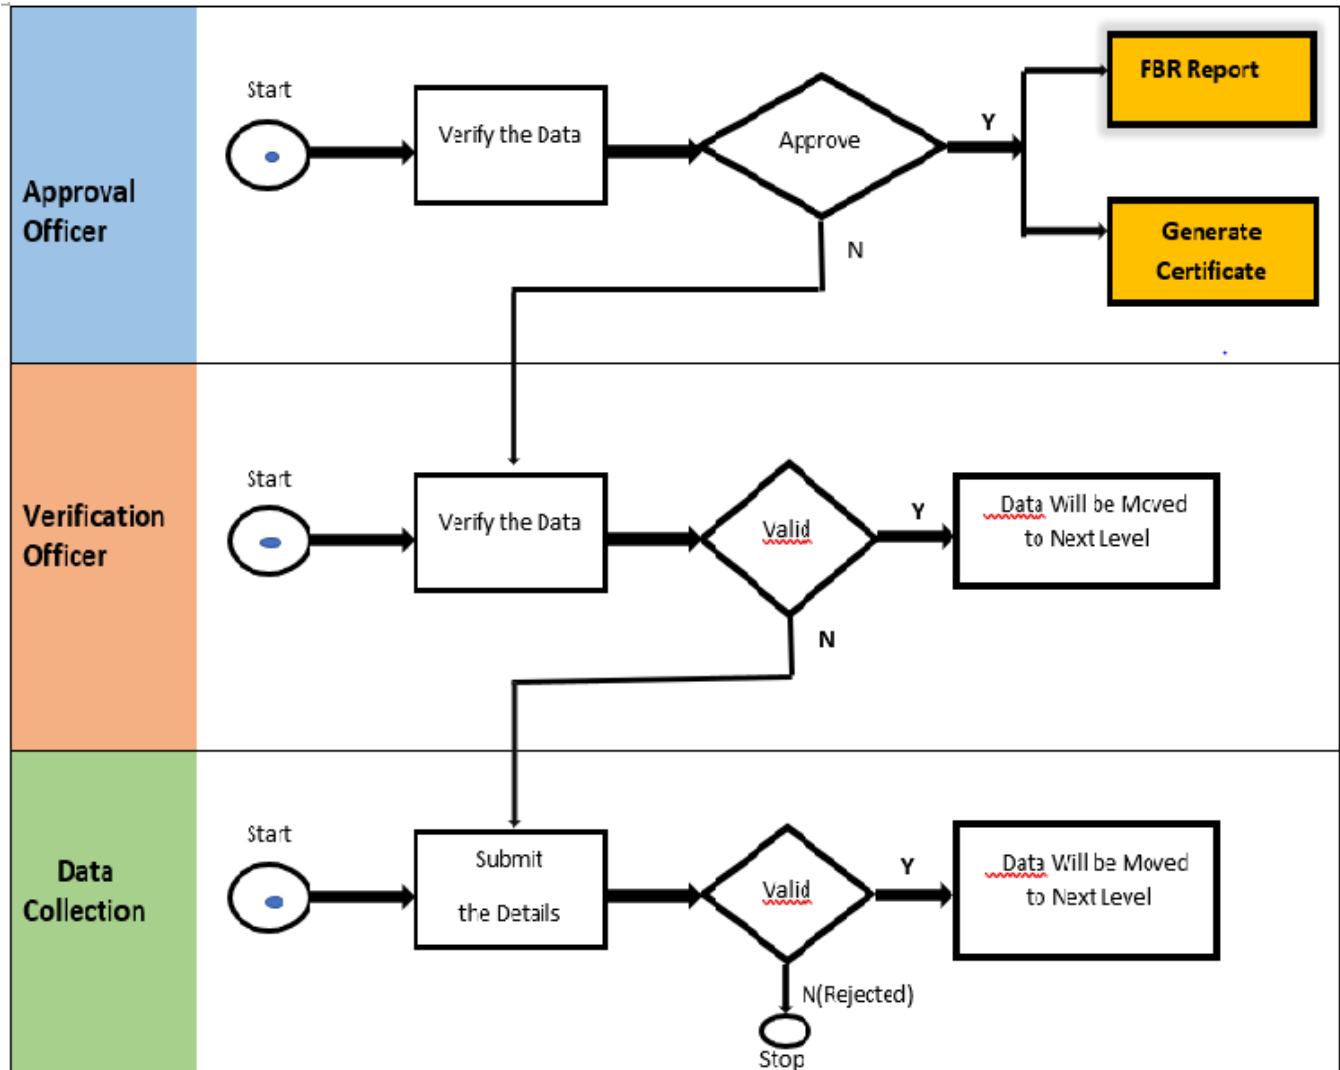 Approval
Officer
Start
Verify the Data
Approve
Y
N
FBR Report
Generate
Certificate
Verification
Officer
Start
Verify the Data
Valid
Y
N
Data Will be Moved
to Next Level
Data
Collection
Start
Submit
the Details
Valid
Y
N(Rejected)
Stop
Data Will be Moved
to Next Level